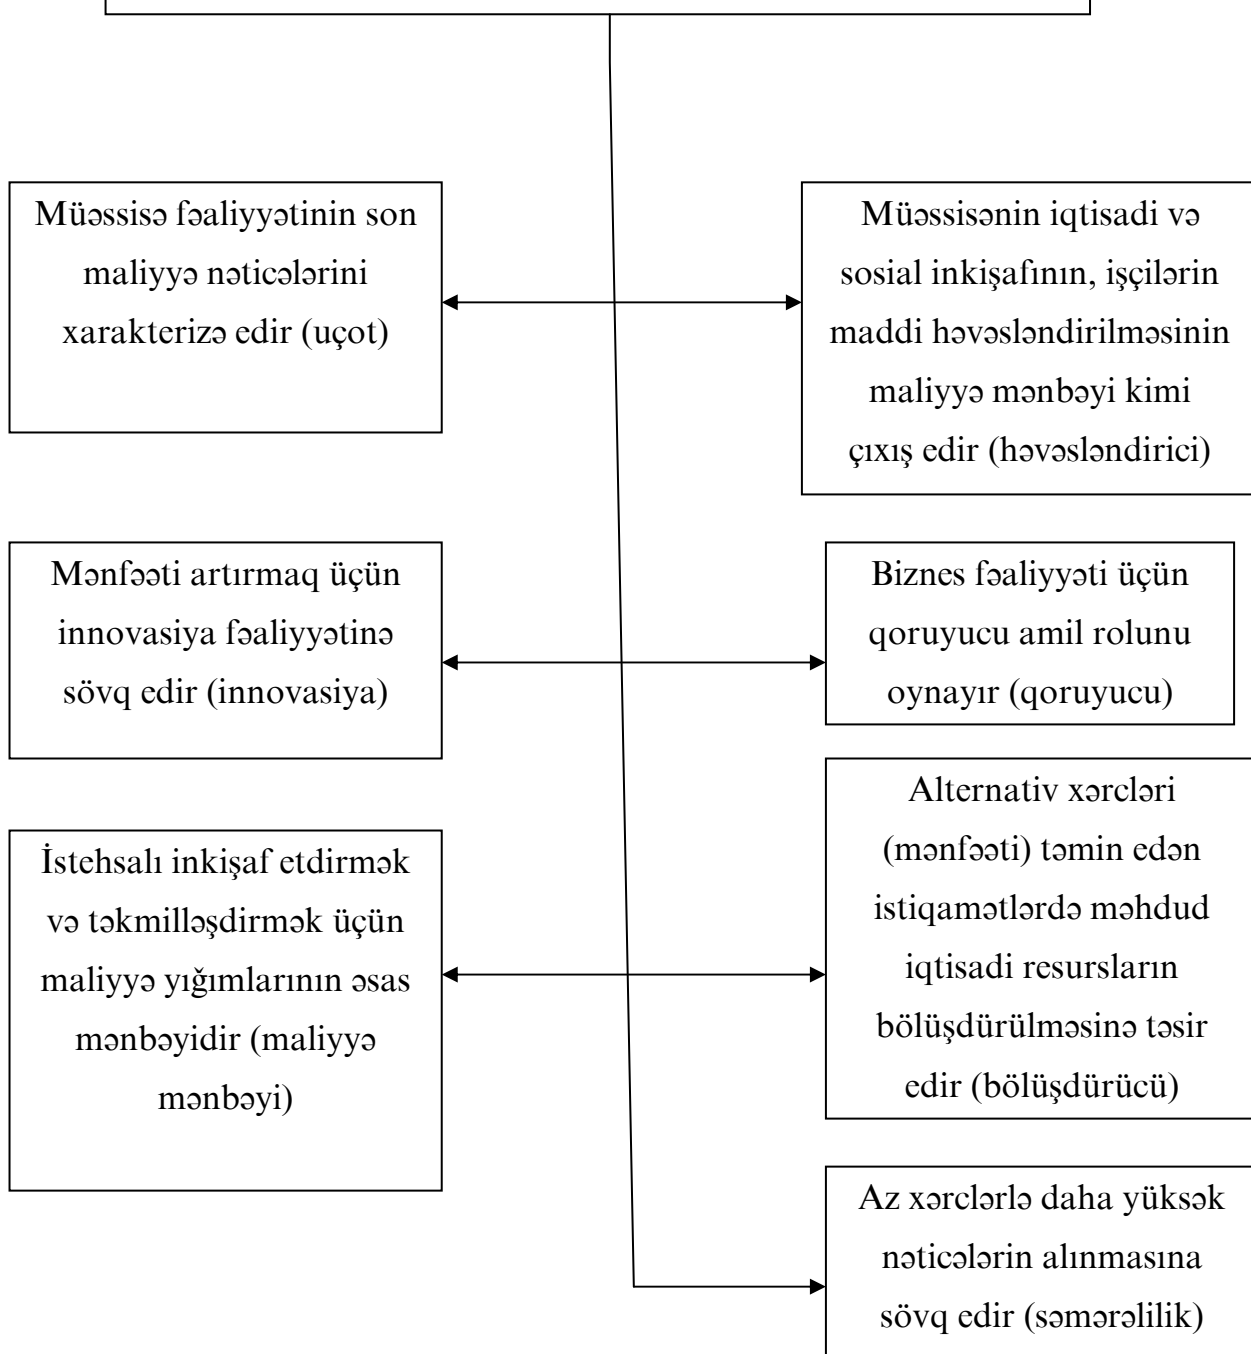 Müəssisə fəaliyyətinin son
maliyyə nəticələrini
xarakterizə edir (uçot)
Müəssisənin iqtisadi və
sosial inkişafının, işçilərin
maddi həvəsləndirilməsinin
maliyyə mənbəyi kimi
çıxış edir (həvəsləndirici)
Mənfəəti artırmaq üçün
innovasiya fəaliyyətinə
sövq edir (innovasiya)
Biznes fəaliyyəti üçün
qoruyucu amil rolunu
oynayır (qoruyucu)
İstehsalı inkişaf etdirmək
və təkmilləşdirmək üçün
maliyyə yığımlarının əsas
mənbəyidir (maliyyə
mənbəyi)
Alternativ xərcləri
(mənfəəti) təmin edən
istiqamətlərdə məhdud
iqtisadi resursların
bölüşdürülməsinə təsir
edir (bölüşdürücü)
Az xərclərlə daha yüksək
nəticələrin alınmasına
sövq edir (səmərəlilik)